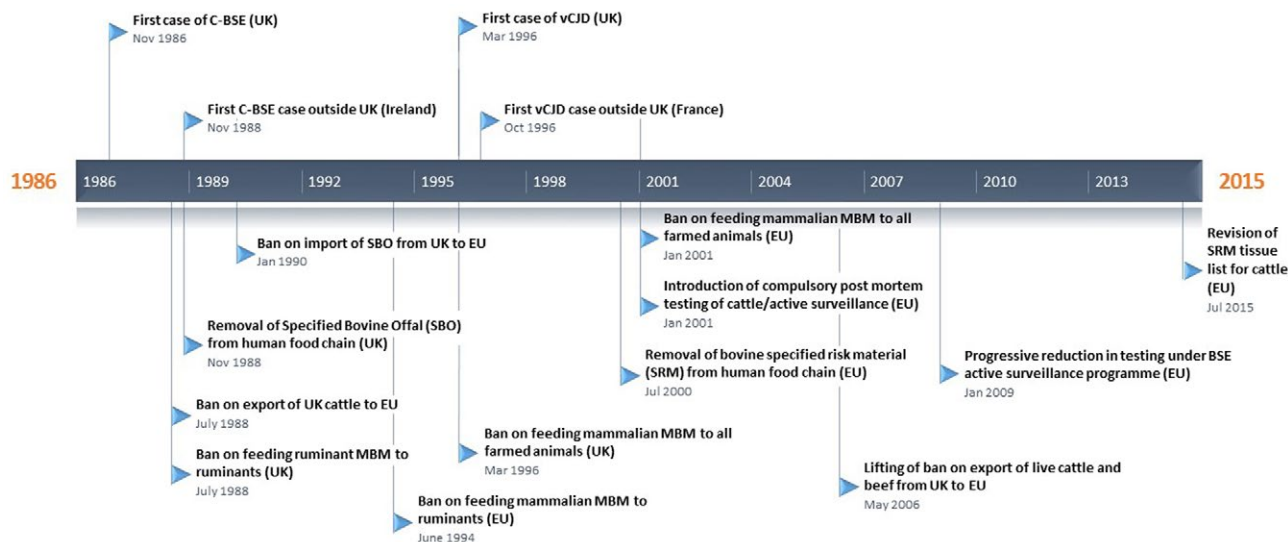 First case of C-BSE (UK)
Nov 1986
First case of vCJD (UK)
Mar 1996
First C-BSE case outside UK (Ireland)
Nov 1988
First vCJD case outside UK (France)
Oct 1996
1986
1986
1989
1992
1995
1998
2001
2004
2007
2010
2013
2015
Ban on import of SBO from UK to EU
Jan 1990
Ban on feeding mammalian MBM to all
farmed animals (EU)
Jan 2001
Revision of
SRM tissue
list for cattle
(EU)
Jul 2015
Introduction of compulsory post mortem
testing of cattle/active surveillance (EU)
Jan 2001
Removal of Specified Bovine Offal (SBO)
from human food chain (UK)
Nov 1988
Removal of bovine specified risk material
(SRM) from human food chain (EU)
Jul 2000
Progressive reduction in testing under BSE
active surveillance programme (EU)
Jan 2009
Ban on export of UK cattle to EU
July 1988
Ban on feeding mammalian MBM to all
farmed animals (UK)
Mar 1996
Ban on feeding ruminant MBM to
ruminants (UK)
July 1988
Lifting of ban on export of live cattle and
beef from UK to EU
May 2006
Ban on feeding mammalian MBM to
ruminants (EU)
June 1994